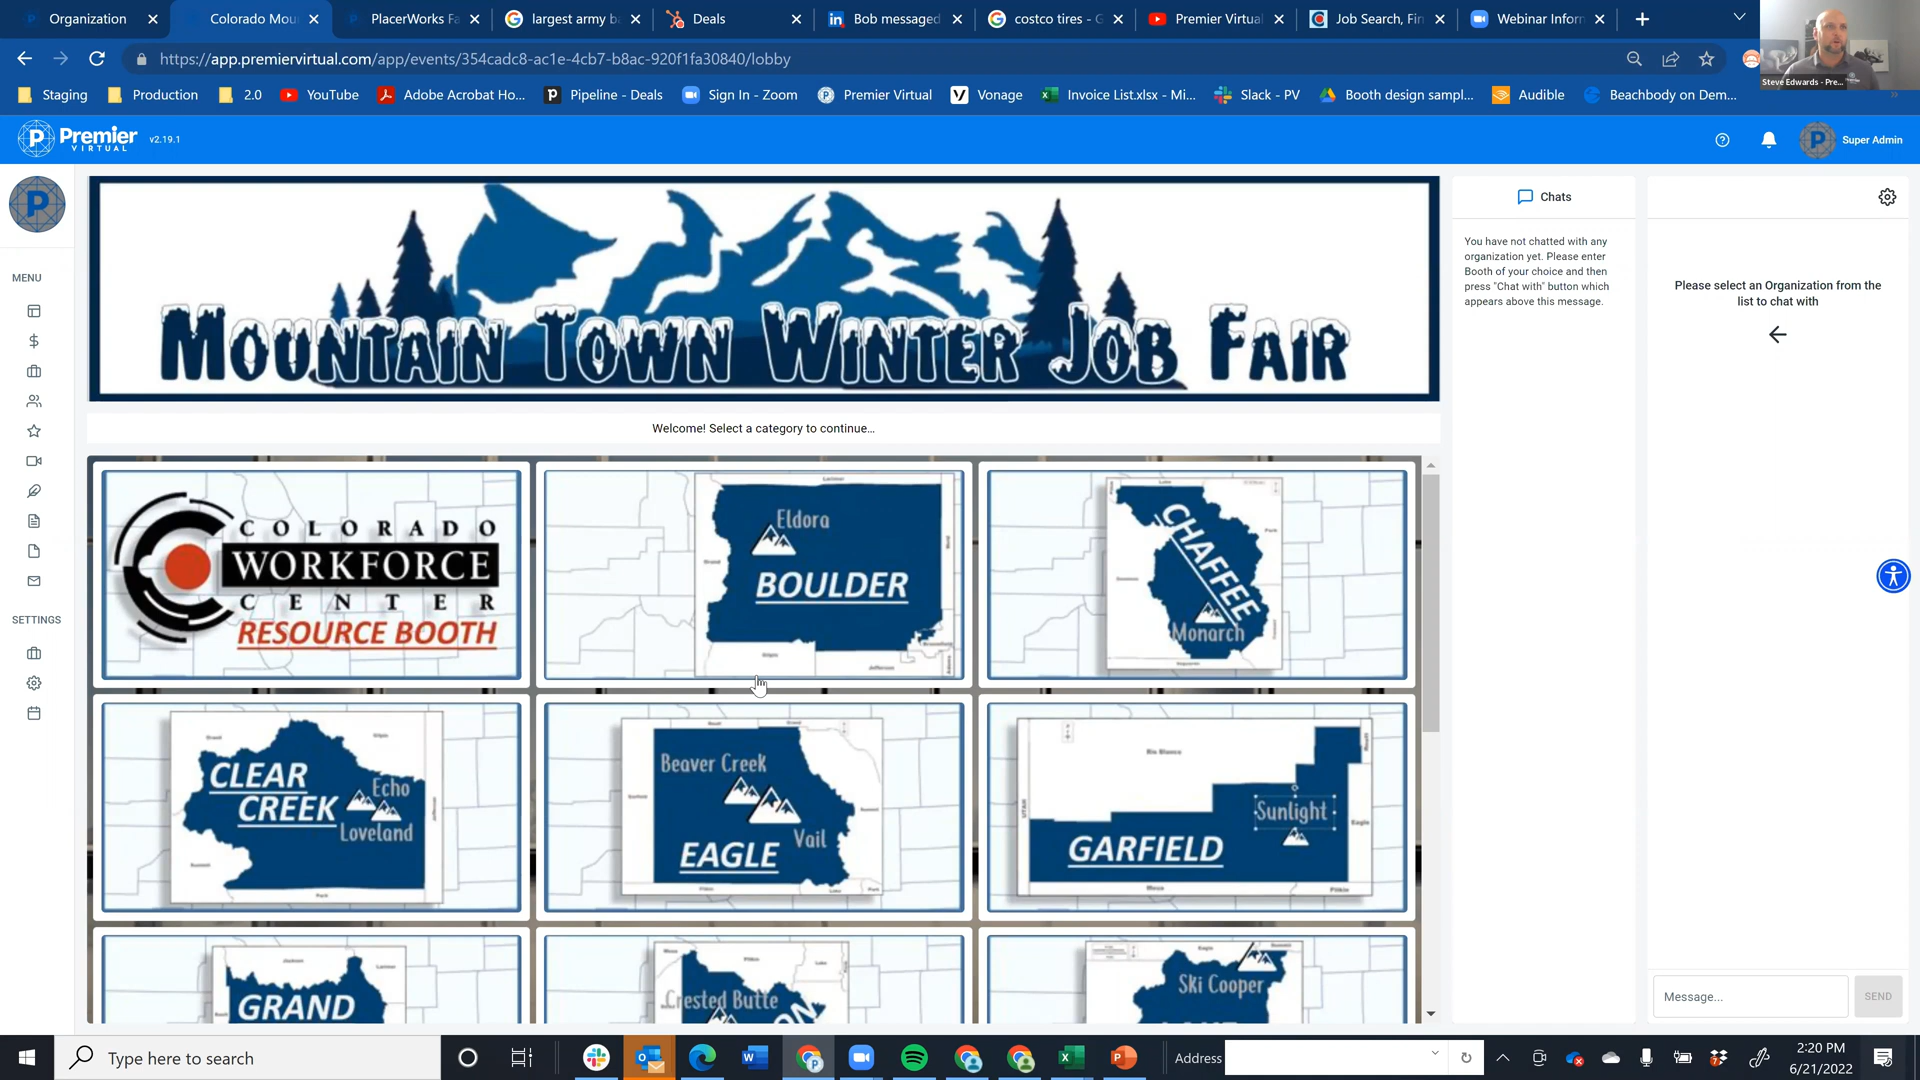 Organization
Colorado Mou
PlacerWorks Fa
largest army b
Deals
Bob messaged
costco tires - G
Premier Virtual
Job Search, Fin
Webinar Inform
https://app.premiervirtual.com/app/events/354cadc8-ac1e-4cb7-b8ac-920f1fa30840/lobby
Steve Edwards - Pre...
Staging
Production
2.0
YouTube
Adobe Acrobat Ho...
Pipeline - Deals
Sign In - Zoom
Premier Virtual
Vonage
Invoice List.xlsx - Mi...
Slack - PV
Booth design sampl...
Audible
Beachbody on Dem...
Premier
VIRTUAL
v2.19.1
Super Admin
MENU
SETTINGS
MOUNTAIN TOWN WINTER JOB FAIR
Welcome! Select a category to continue...
COLORADO
WORKFORCE
CENTER
RESOURCE BOOTH
Eldora
BOULDER
CHAFFEE
Monarch
CLEAR
CREEK
Echo
Loveland
Beaver Creek
Vail
EAGLE
Rio Blanco
Sunlight
Eagle
GARFIELD
GRAND
Crested Butte
Ski Cooper
Chats
You have not chatted with any
organization yet. Please enter
Booth of your choice and then
press "Chat with" button which
appears above this message.
Please select an Organization from the
list to chat with
Message...
SEND
Type here to search
Address
2:20 PM
6/21/2022